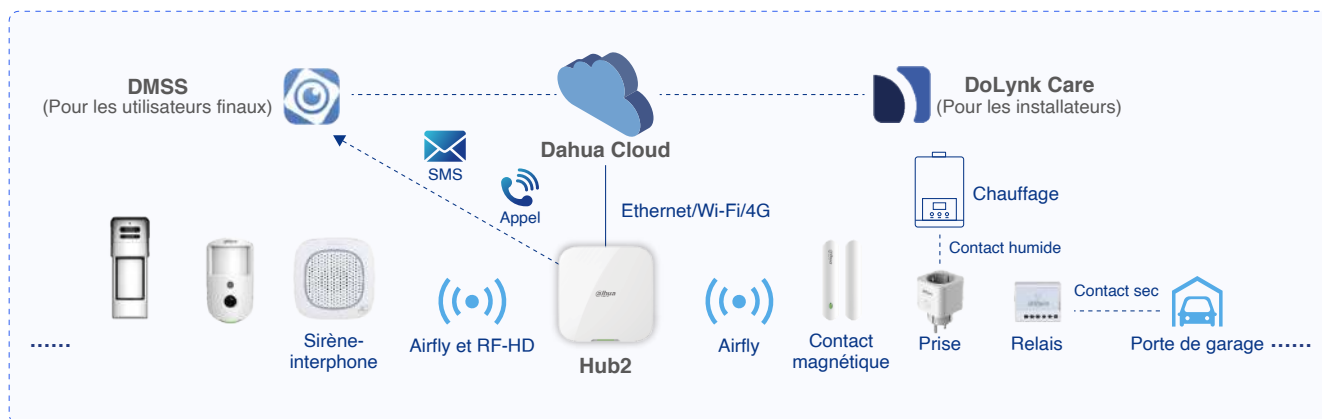 DMSS
(Pour les utilisateurs finaux)
Dahua Cloud
DoLynk Care
(Pour les installateurs)
SMS
Appel
Ethernet/Wi-Fi/4G
Chauffage
Contact humide
Contact sec
alhua
......
Sirène-
interphone
Airfly et RF-HD
Hub2
Airfly
Contact
magnétique
Prise
Relais
Porte de garage ......